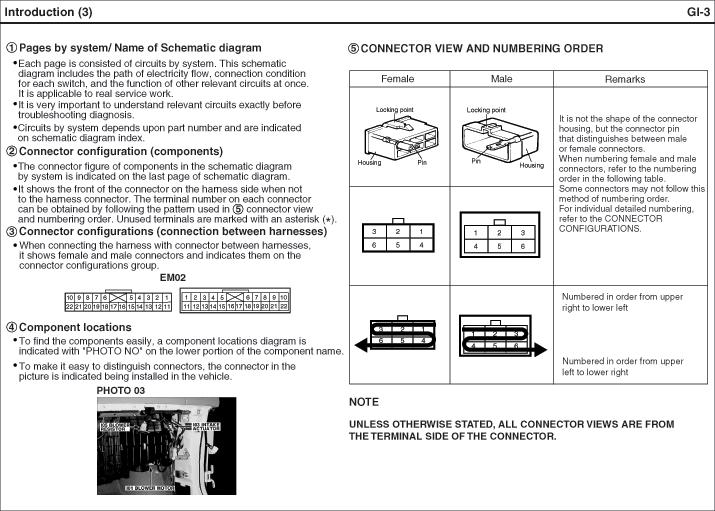 Introduction (3)
GI-3
① Pages by system/ Name of Schematic diagram
•Each page is consisted of circuits by system. This schematic
diagram includes the path of electricity flow, connection condition
for each switch, and the function of other relevant circuits at once.
It is applicable to real service work.
•It is very important to understand relevant circuits exactly before
troubleshooting diagnosis.
•Circuits by system depends upon part number and are indicated
on schematic diagram index.
② Connector configuration (components)
•The connector figure of components in the schematic diagram
by system is indicated on the last page of schematic diagram.
•It shows the front of the connector on the harness side when not
to the harness connector. The terminal number on each connector
can be obtained by following the pattern used in ⑤ connector view
and numbering order. Unused terminals are marked with an asterisk (*).
③ Connector configurations (connection between harnesses)
• When connecting the harness with connector between harnesses,
it shows female and male connectors and indicates them on the
connector configurations group.
EM02
10 9 8 7 6 5 4 3 2 1
22 21 20 19 18 17 16 15 14 13 12 11
1 2 3 4 5 6 7 8 9 10
11 12 13 14 15 16 17 18 19 20 21 22
④ Component locations
• To find the components easily, a component locations diagram is
indicated with "PHOTO NO" on the lower portion of the component name.
• To make it easy to distinguish connectors, the connector in the
picture is indicated being installed in the vehicle.
PHOTO 03
BLOWER
RESISTOR
INTAKE
ACTUATOR
BLOWER MOTOR
⑤ CONNECTOR VIEW AND NUMBERING ORDER
Female
Male
Remarks
Locking point
Housing
Pin
Locking point
Pin
Housing
It is not the shape of the connector
housing, but the connector pin
that distinguishes between male
or female connectors.
When numbering female and male
connectors, refer to the numbering
order in the following table.
Some connectors may not follow this
method of numbering order.
For individual detailed numbering,
refer to the CONNECTOR
CONFIGURATIONS.
3 2 1
6 5 4
1 2 3
4 5 6
3 2 1
6 5 4
1 2 3
4 5 6
Numbered in order from upper
right to lower left
Numbered in order from upper
left to lower right
NOTE
UNLESS OTHERWISE STATED, ALL CONNECTOR VIEWS ARE FROM
THE TERMINAL SIDE OF THE CONNECTOR.